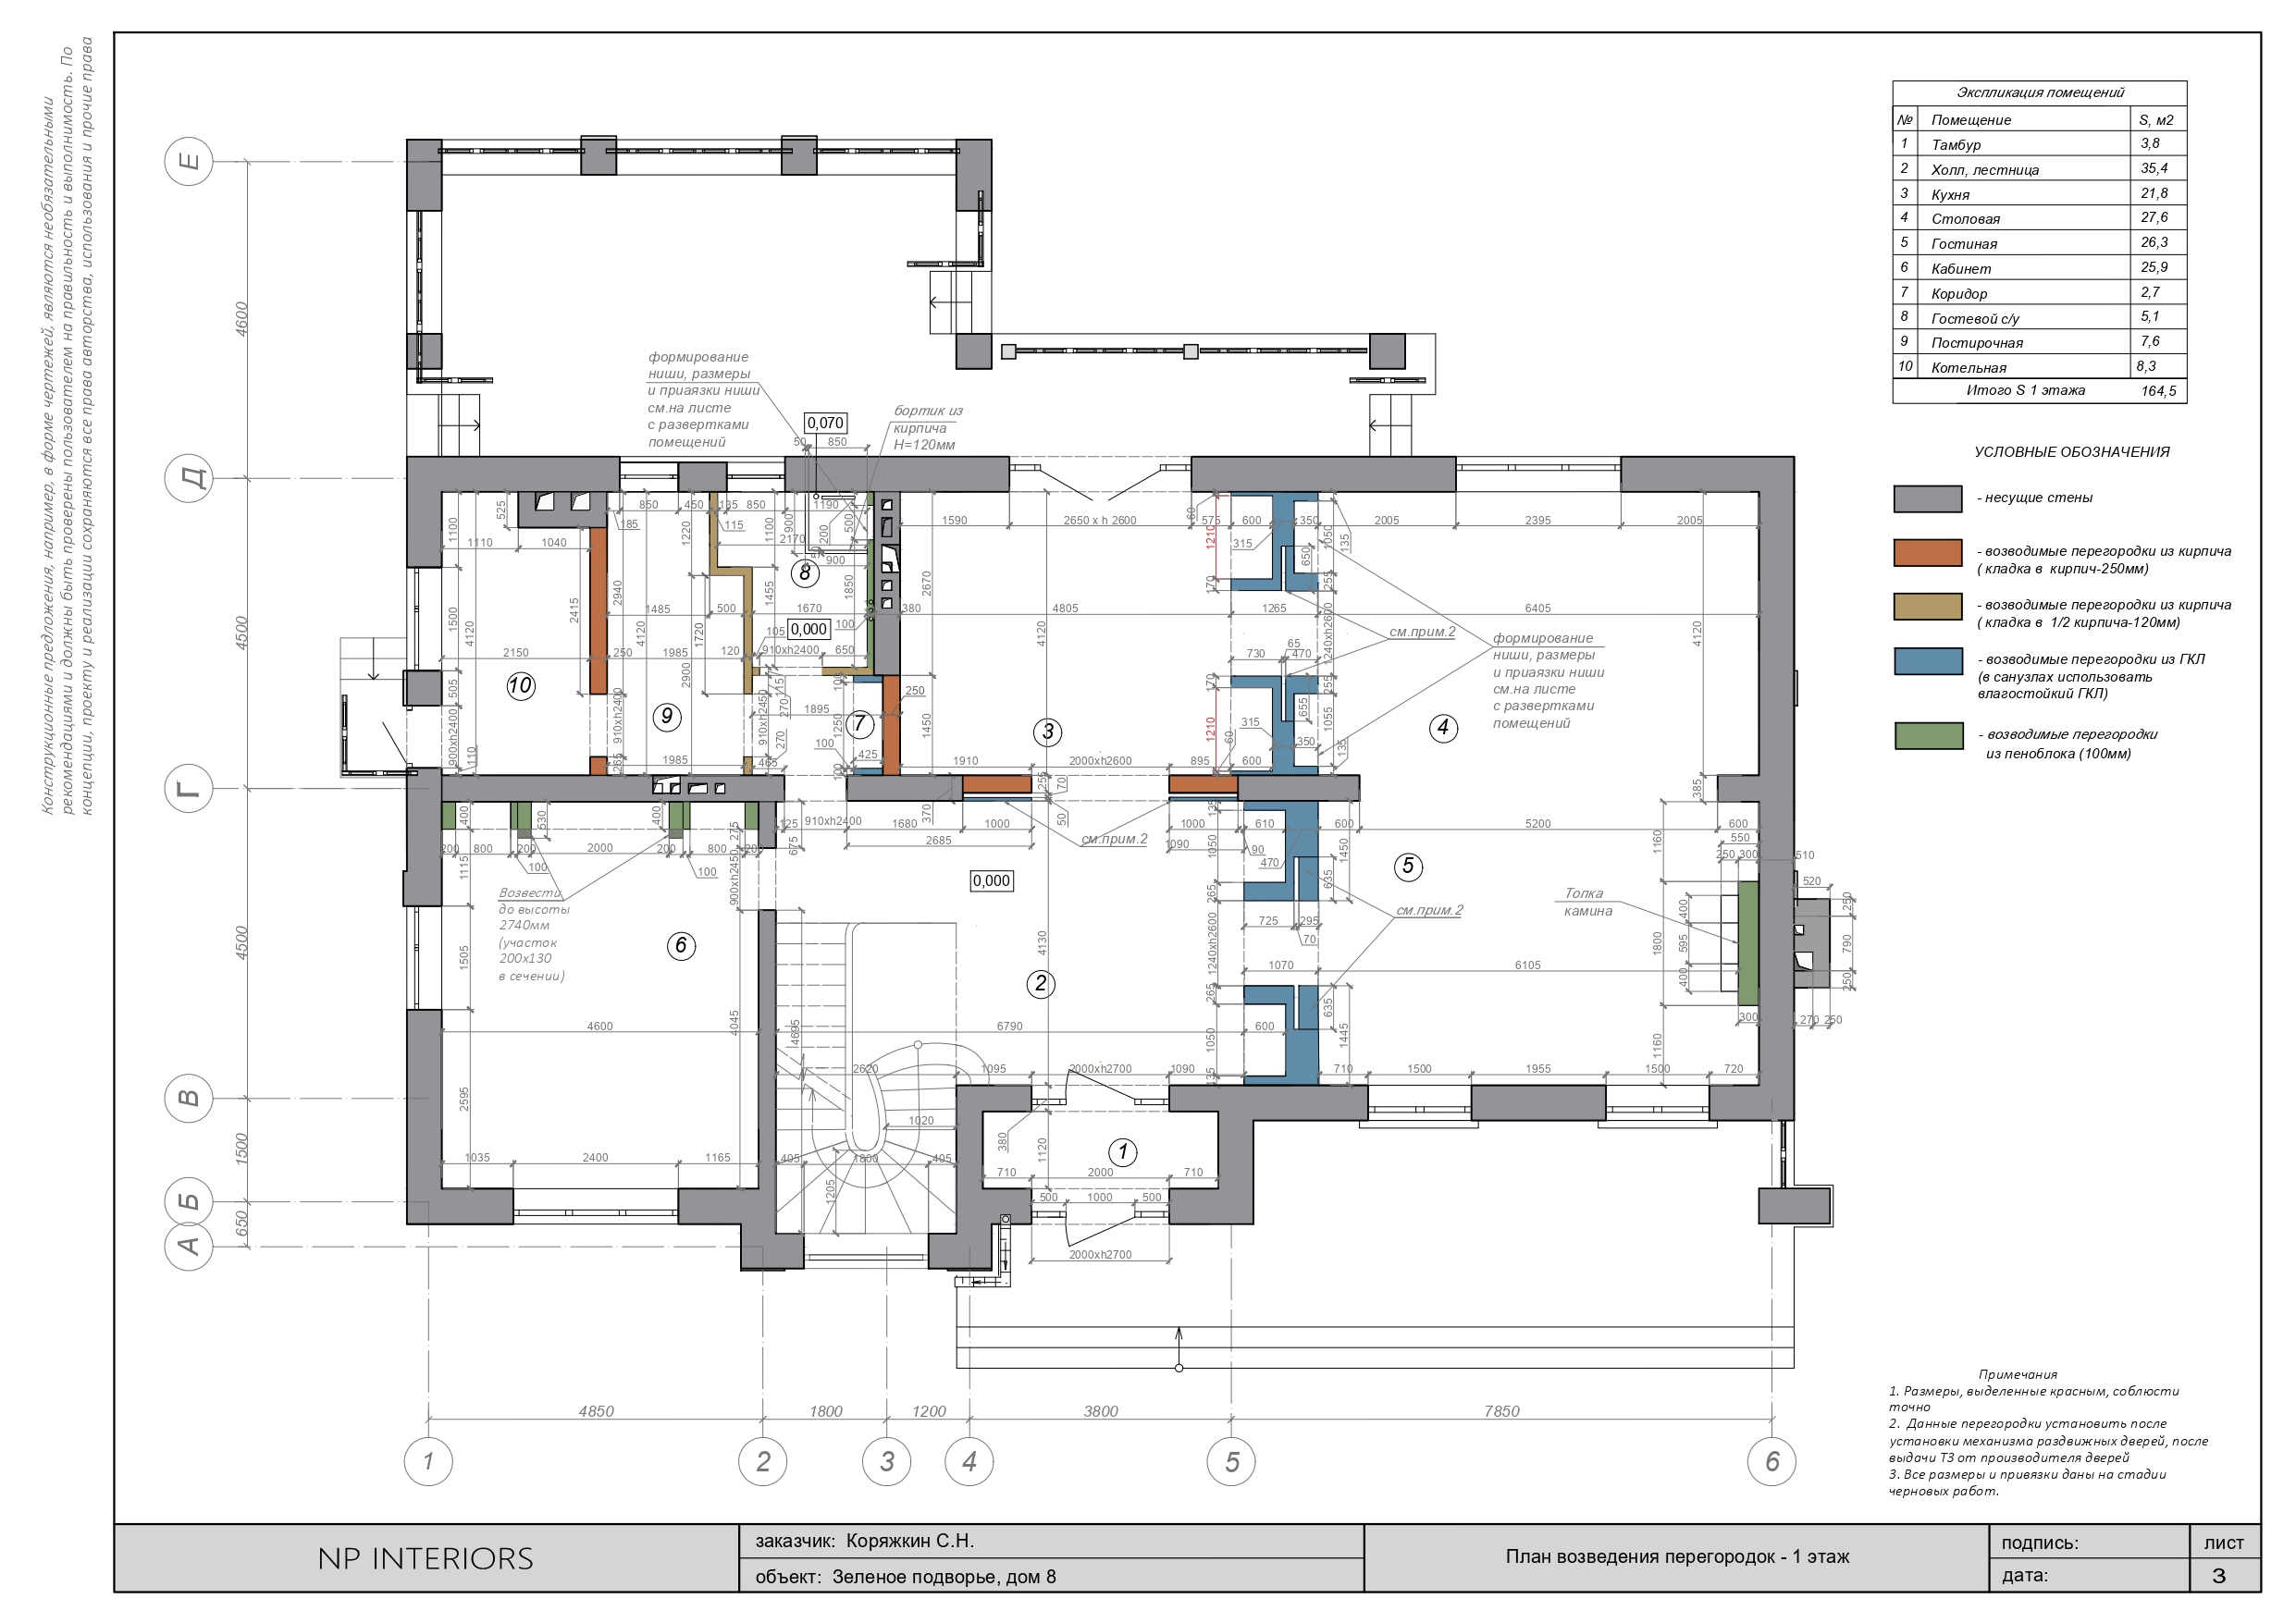 Конструкционные предложения, например, в форме чертежей, являются необязательными
рекомендациями и должны быть проверены пользователем на правильность и выполнимость. По
концепции, проекту и реализации сохраняются все права авторства, использования и прочие права
Экспликация помещений
№ Помещение S, м2
1 Тамбур 3,8
2 Холл, лестница 35,4
3 Кухня 21,8
4 Столовая 27,6
5 Гостиная 26,3
6 Кабинет 25,9
7 Коридор 2,7
8 Гостевой с/у 5,1
9 Постирочная 7,6
10 Котельная 8,3
Итого S 1 этажа 164,5
УСЛОВНЫЕ ОБОЗНАЧЕНИЯ
- несущие стены
- возводимые перегородки из кирпича
( кладка в кирпич-250мм)
- возводимые перегородки из кирпича
( кладка в 1/2 кирпича-120мм)
- возводимые перегородки из ГКЛ
(в санузлах использовать
влагостойкий ГКЛ)
- возводимые перегородки
из пеноблока (100мм)
Е
Д
Г
В
Б
А
4600
4500
4500
1500
650
формирование
ниши, размеры
и приаязки ниши
см.на листе
с развертками
помещений
0,070
бортик из
кирпича
Н=120мм
50 850
850 450 135 850 1190
185
115
525
1100
1110 1040
1220
1100
900
200
500
2170
900
8
1590 2650 х h 2600 575 600 350 2005 2395 2005
60
1210
315
1050
135
650
170
255
1500
4120
2415
2940
4120
1485 500
1720
1455
1670
1850
100
0,000
105
910xh2400 650
380 4805 1265 6405
2670
4120
4120
см.прим.2
65
730 470
1240xh2600
формирование
ниши, размеры
и приаязки ниши
см.на листе
с развертками
помещений
2150 250 1985 120
2900
10
9
7
3
4
505
900xh2400
110
910xh2400
265
1985
910xh2450
115
270
270
465
1895
1250
100
100
100
425
250
1450
170
1210
315
60
255
655
1055
350
135
1910 2000xh2600 895 600
255
70
50
385
400
530
400
275
125 910xh2400 1680 1000
675
370
2685
см.прим.2
1000 610 600 5200 600
1090
135
1050
90
470
1450
635
265
1160
550
250 300
510
520
200 800 200 2000 200 800 200
1115
100
100
900xh2450
Возвести
до высоты
2740мм
(участок
200х130
в сечении)
6
0,000
5
Топка
камина
см.прим.2
725 295
70
1240xh2600
1070 6105
400
595
400
1800
250
790
250
300
270 250
1505
4600
4045
4695
4130
2
6790
265
1050
135
600
635
1445
1160
2620 1095 2000xh2700 1090 710 1500 1955 1500 720
2595
1020
380
1120
1
1035 2400 1165
405 1800 405
1205
710 2000 710
500 1000 500
2000xh2700
4850 1800 1200 3800 7850
1 2 3 4 5 6
Примечания
1. Размеры, выделенные красным, соблюсти
точно
2. Данные перегородки установить после
установки механизма раздвижных дверей, после
выдачи ТЗ от производителя дверей
3. Все размеры и привязки даны на стадии
черновых работ.
NP INTERIORS
заказчик: Коряжкин С.Н.
объект: Зеленое подворье, дом 8
План возведения перегородок - 1 этаж
подпись:
дата:
лист
3